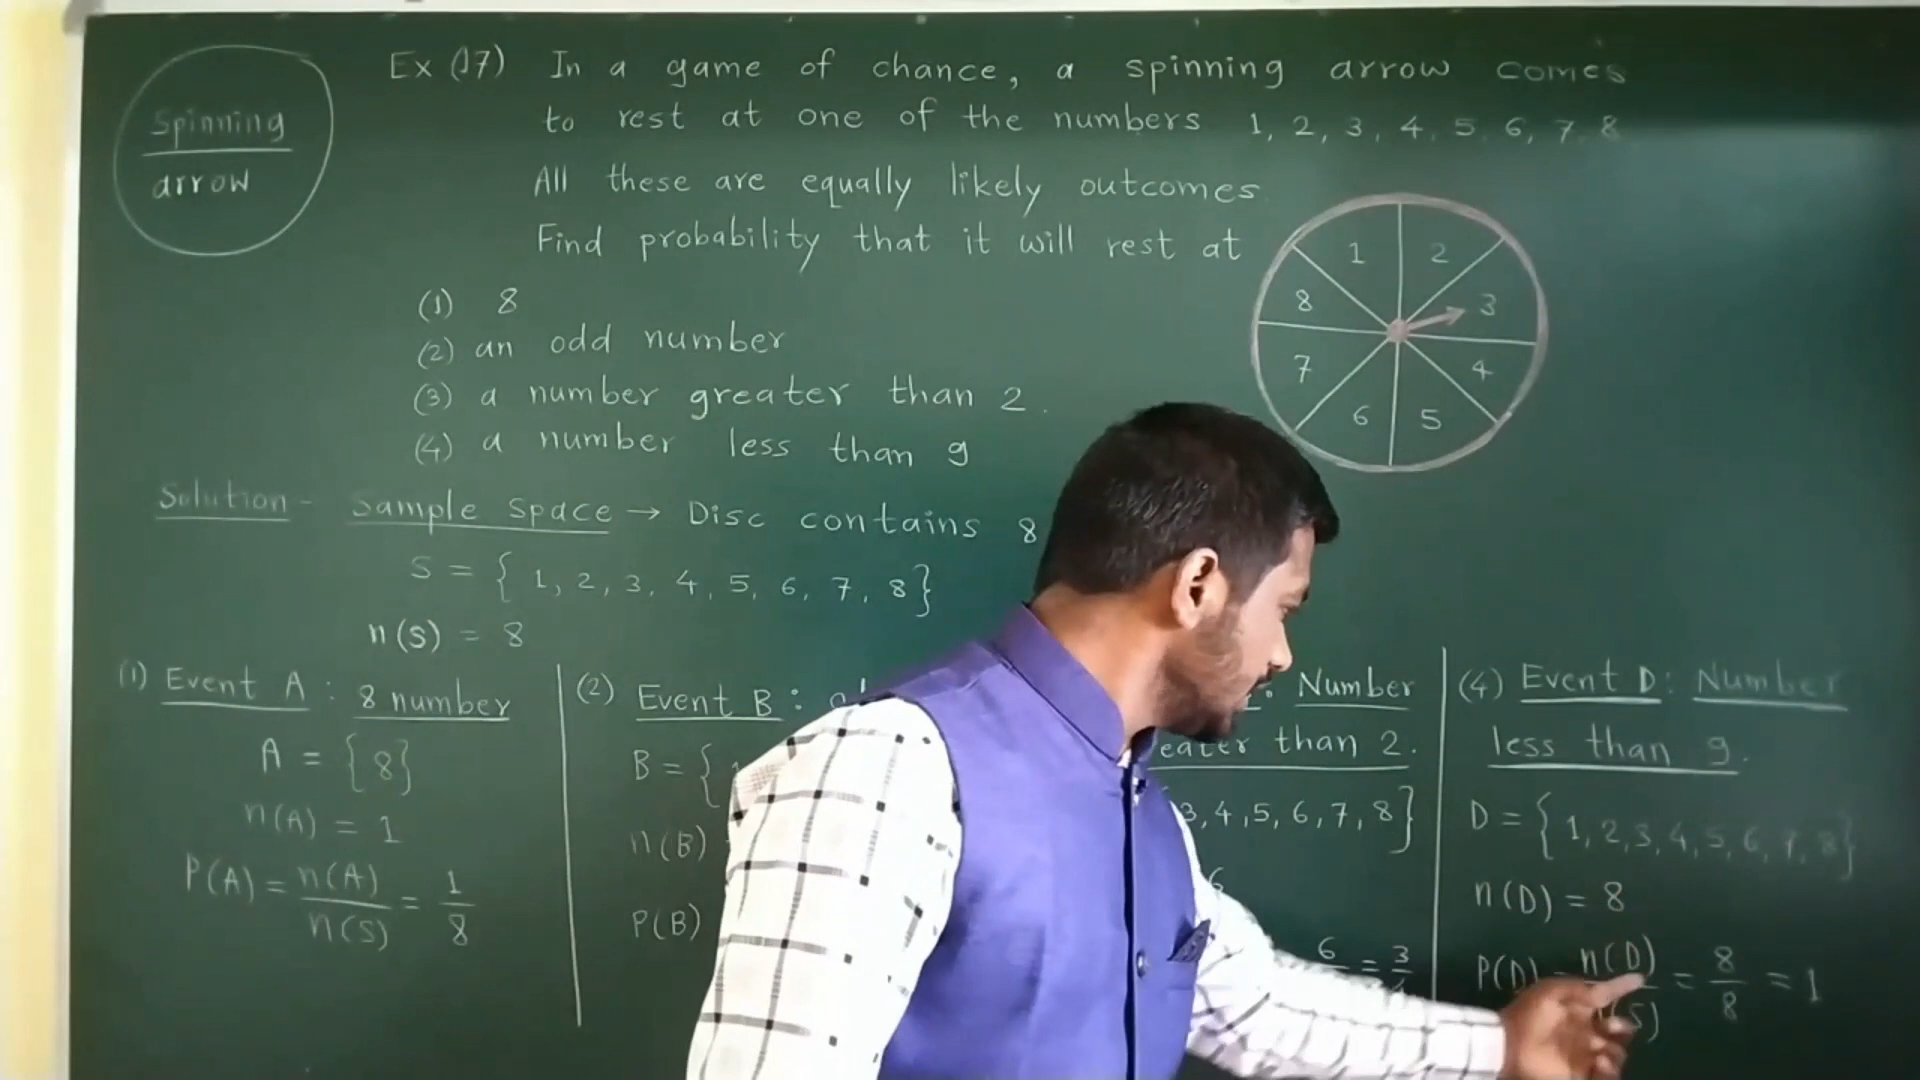 Spinning
arrow
Ex (17) In a game of chance, a spinning arrow comes
to rest at one of the numbers 1, 2, 3, 4, 5, 6, 7, 8
All these are equally likely outcomes
Find probability that it will rest at
(1) 8
(2) an odd number
(3) a number greater than 2.
(4) a number less than 9
1 2
8 3
7 4
6 5
Solution - Sample Space → Disc contains 8
S = { 1, 2, 3, 4, 5, 6, 7, 8 }
n(S) = 8
(1) Event A : 8 number
A = {8}
n(A) = 1
P(A) = n(A) / n(S) = 1/8
(2) Event B :
B = {
n(B)
P(B)
: Number
than 2.
3, 4, 5, 6, 7, 8 }
6
6 = 3
(4) Event D : Number
less than 9.
D = { 1, 2, 3, 4, 5, 6, 7, 8 }
n(D) = 8
P(D) = n(D) / n(S) = 8/8 = 1